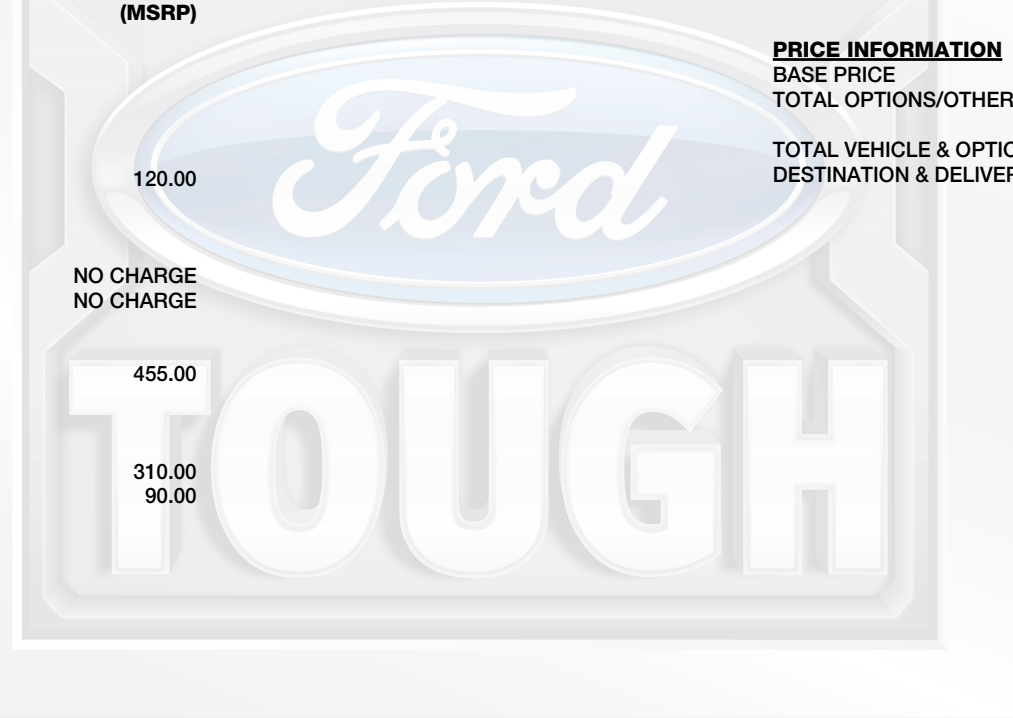 (MSRP)
120.00
NO CHARGE
NO CHARGE
455.00
310.00
90.00
PRICE INFORMATION
BASE PRICE
TOTAL OPTIONS/OTHER
TOTAL VEHICLE & OPTIO
DESTINATION & DELIVER
Ford
TOUGH